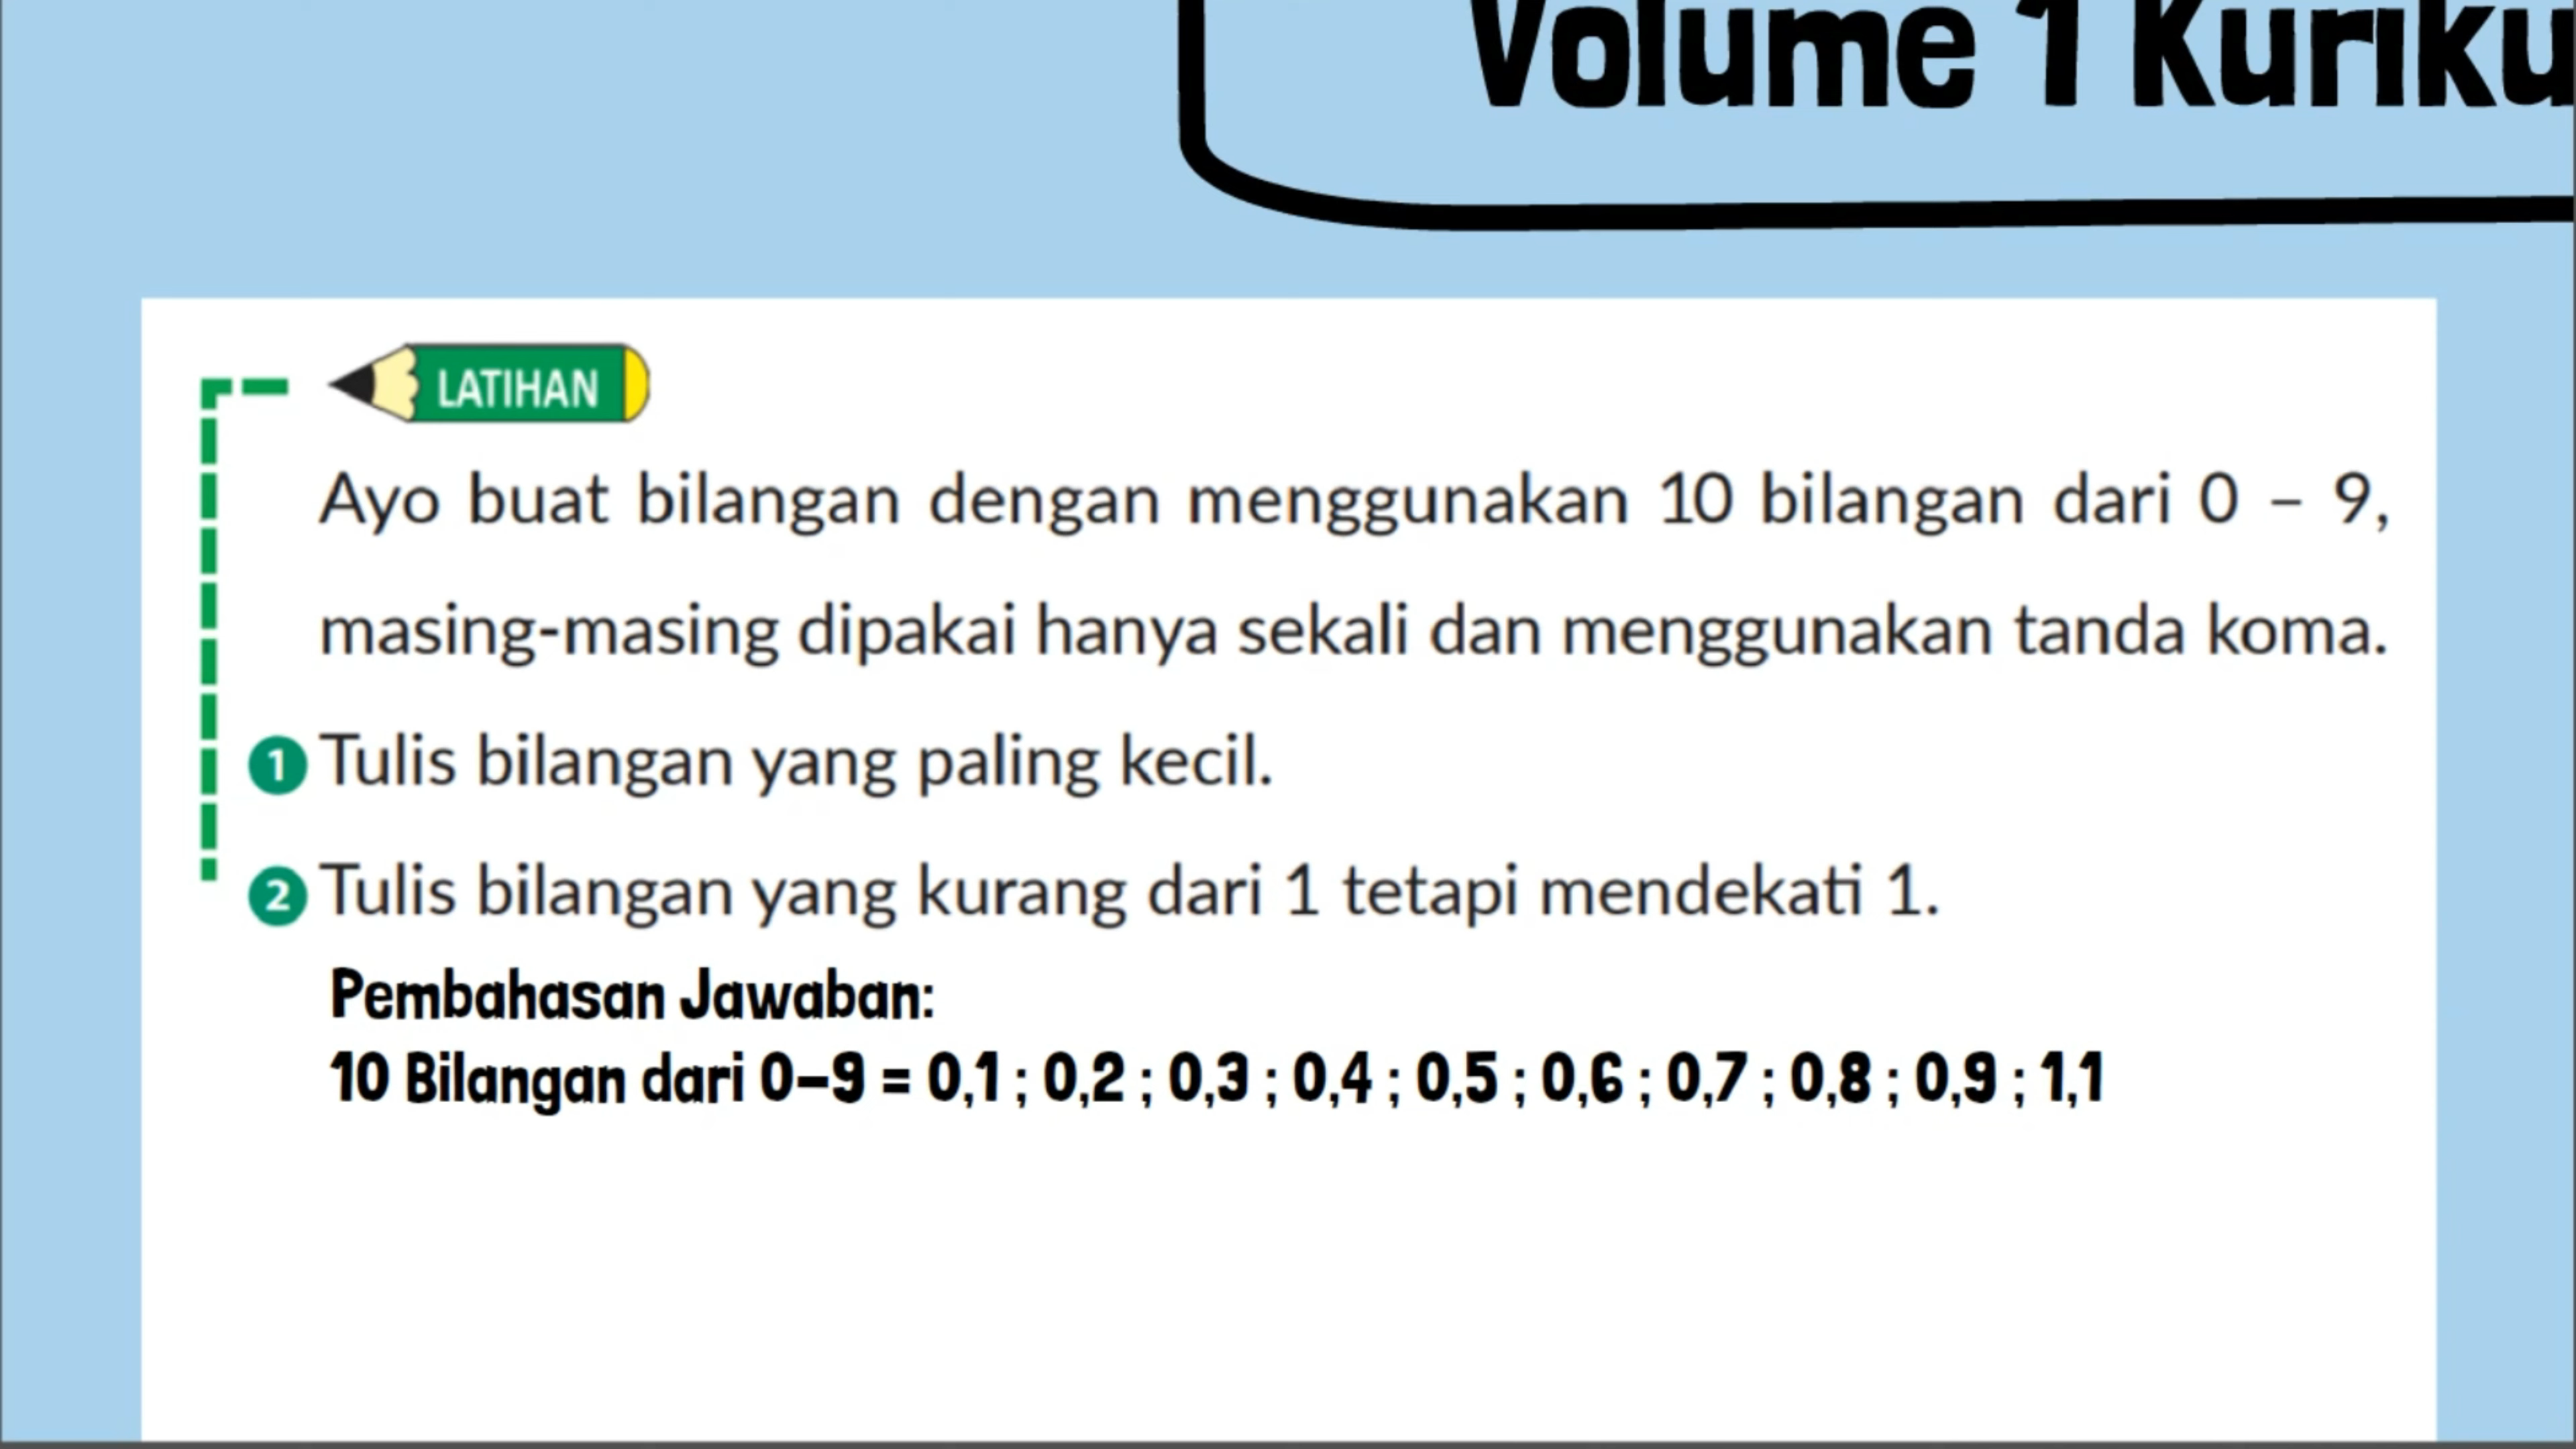 Volume 1 Kuriku
LATIHAN
Ayo buat bilangan dengan menggunakan 10 bilangan dari 0 – 9,
masing-masing dipakai hanya sekali dan menggunakan tanda koma.
1 Tulis bilangan yang paling kecil.
2 Tulis bilangan yang kurang dari 1 tetapi mendekati 1.
Pembahasan Jawaban:
10 Bilangan dari 0–9 = 0,1 ; 0,2 ; 0,3 ; 0,4 ; 0,5 ; 0,6 ; 0,7 ; 0,8 ; 0,9 ; 1,1